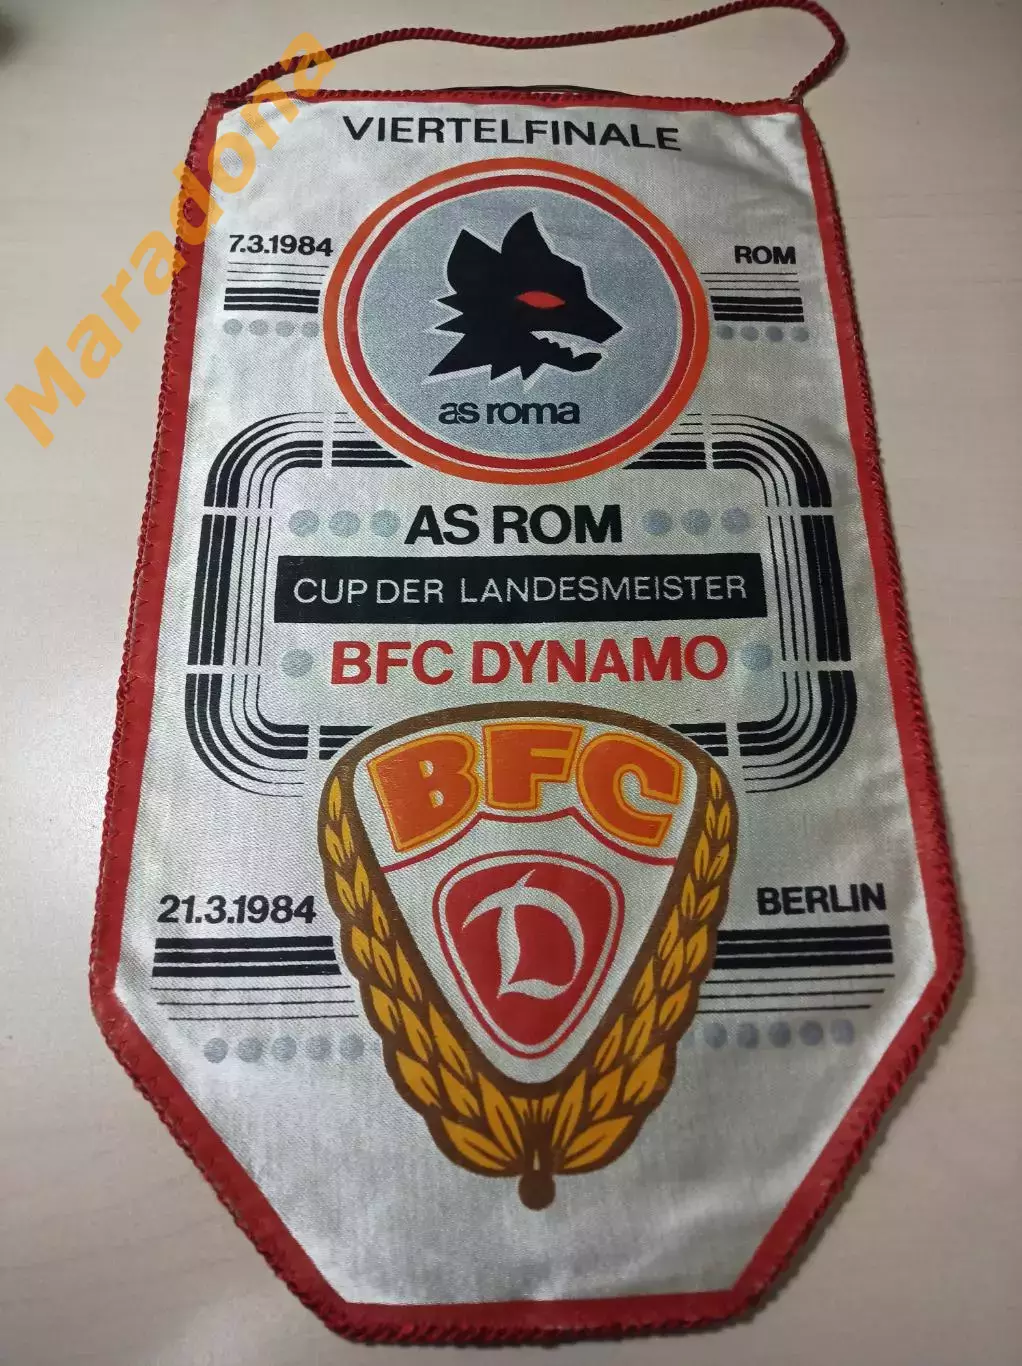 Maradona
VIERTELFINALE
7.3.1984
ROM
as roma
AS ROM
CUP DER LANDESMEISTER
BFC DYNAMO
BFC
D
21.3.1984
BERLIN